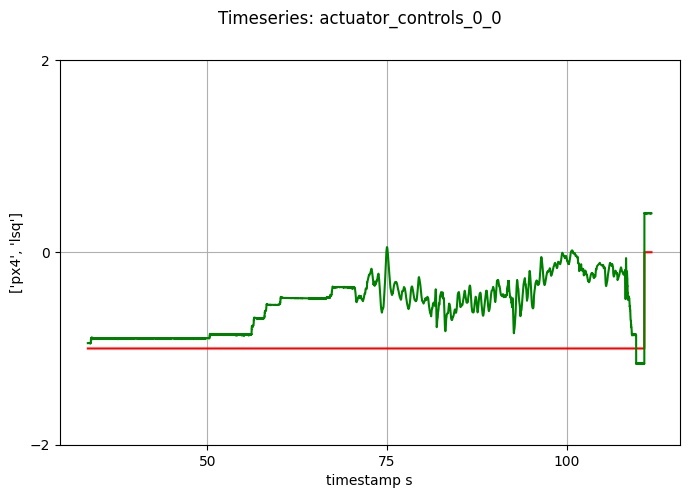 Timeseries: actuator_controls_0_0
['px4', 'lsq']
2
0
−2
50
75
100
timestamp s